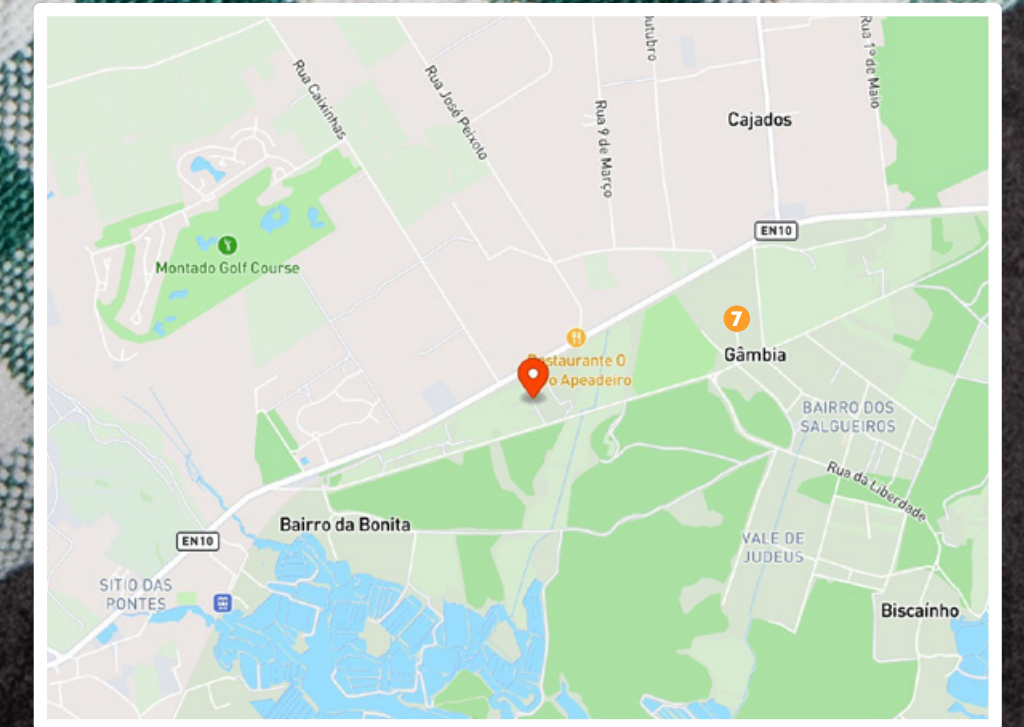 Rua Caixinhas
Rua José Peixoto
Rua 9 de Março
Rua 1º de Maio
Cajados
EN10
Montado Golf Course
7
Restaurante O
Apeadeiro
Gâmbia
BAIRRO DOS
SALGUEIROS
Rua da Liberdade
Bairro da Bonita
EN10
VALE DE
JUDEUS
SITIO DAS
PONTES
Biscaínho